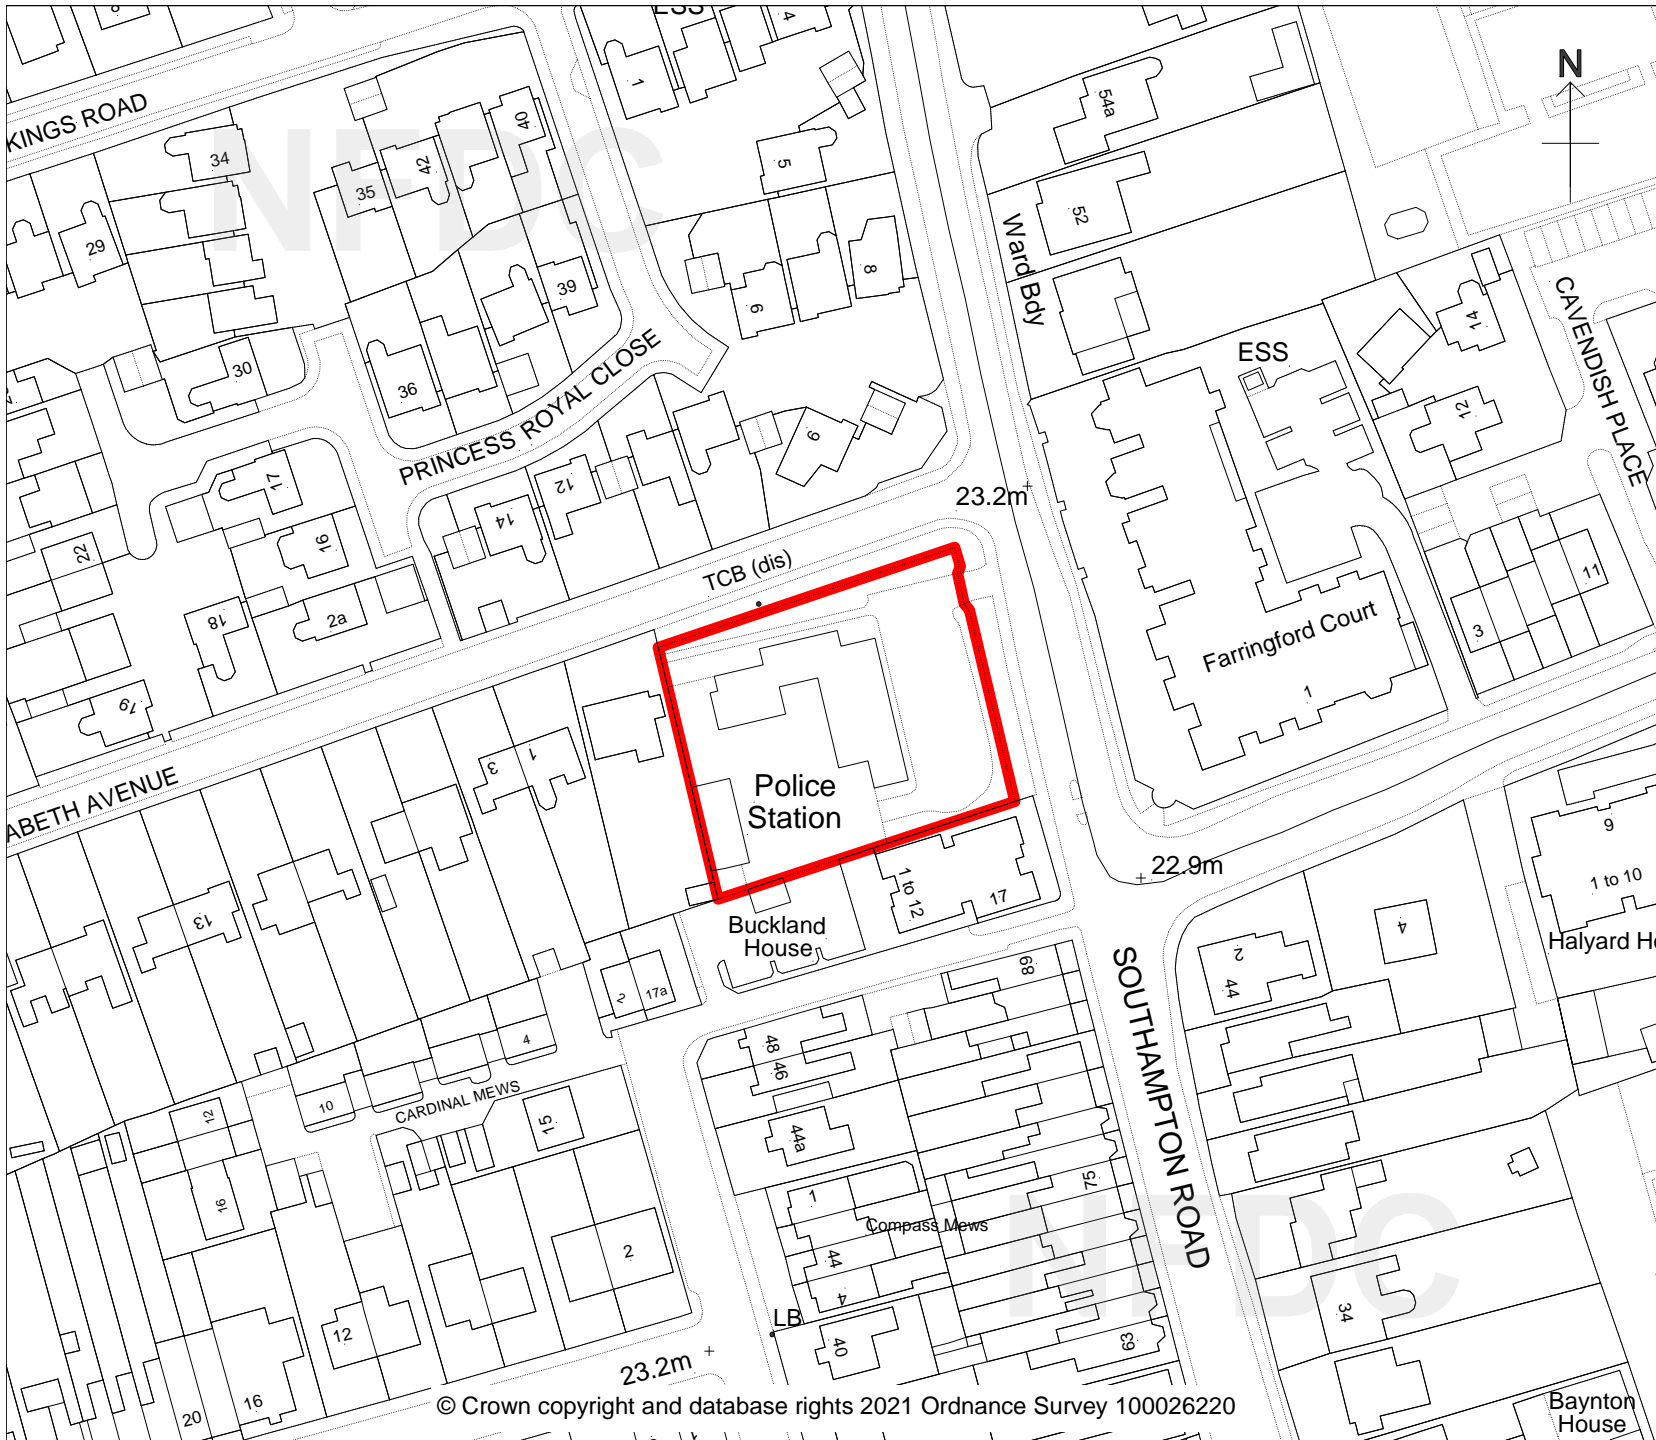 ESS
4
1
N
KINGS ROAD
NFDC
54a
40
34
42
5
35
52
29
Ward Bdy
8
39
6
CAVENDISH PLACE
14
ESS
30
36
PRINCESS ROYAL CLOSE
12
9
17
12
14
23.2m
16
22
TCB (dis)
11
18
2a
3
Farringford Court
1
79
1
3
Police
Station
ABETH AVENUE
9
22.9m
1 to 10
1 to 12
17
13
Buckland
House
4
Halyard Ho
2
68
44
SOUTHAMPTON ROAD
2
17a
4
48
46
CARDINAL MEWS
10
12
15
44a
75
1
16
Compass Mews
NFDC
2
44
4
34
LB
12
40
63
23.2m
16
20
Baynton
House
© Crown copyright and database rights 2021 Ordnance Survey 100026220